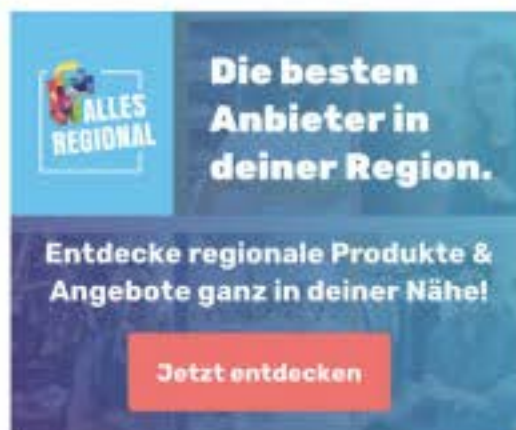 ALLES
REGIONAL
Die besten
Anbieter in
deiner Region.
Entdecke regionale Produkte &
Angebote ganz in deiner Nähe!
Jetzt entdecken